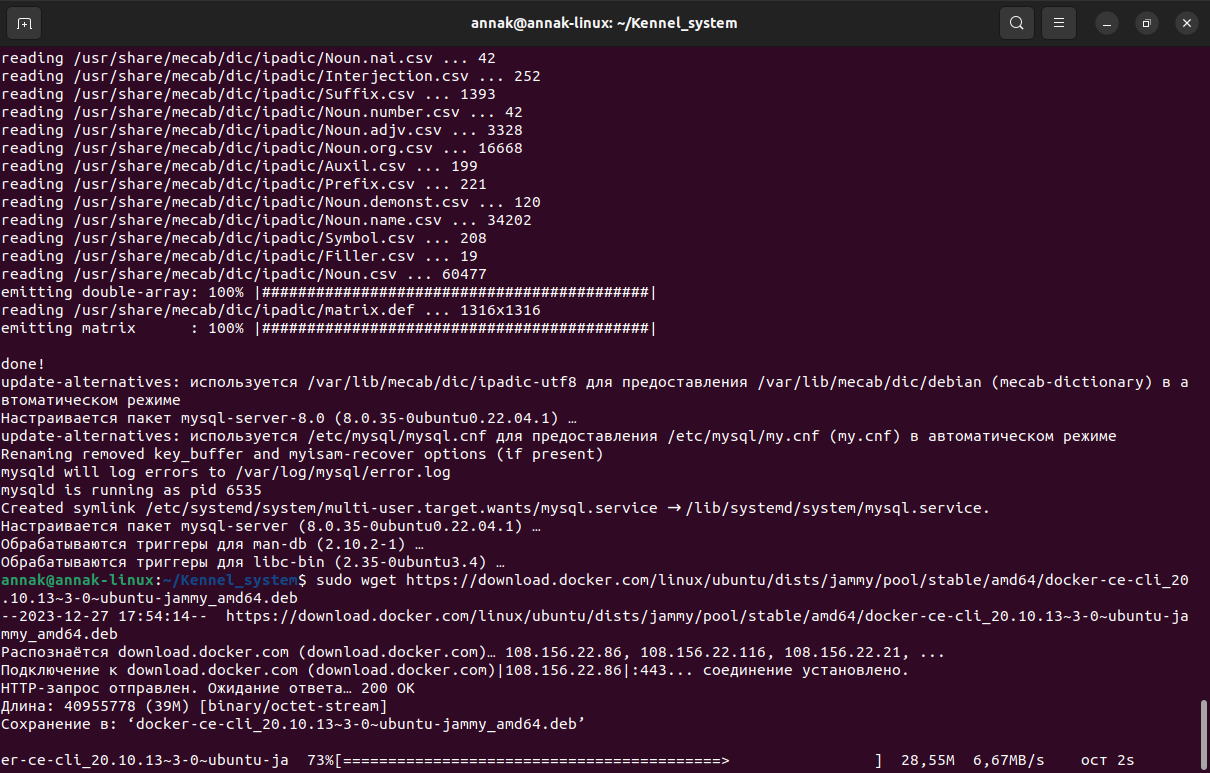 annak@annak-linux: ~/Kennel_system
reading /usr/share/mecab/dic/ipadic/Noun.nai.csv ... 42
reading /usr/share/mecab/dic/ipadic/Interjection.csv ... 252
reading /usr/share/mecab/dic/ipadic/Suffix.csv ... 1393
reading /usr/share/mecab/dic/ipadic/Noun.number.csv ... 42
reading /usr/share/mecab/dic/ipadic/Noun.adjv.csv ... 3328
reading /usr/share/mecab/dic/ipadic/Noun.org.csv ... 16668
reading /usr/share/mecab/dic/ipadic/Auxil.csv ... 199
reading /usr/share/mecab/dic/ipadic/Prefix.csv ... 221
reading /usr/share/mecab/dic/ipadic/Noun.demonst.csv ... 120
reading /usr/share/mecab/dic/ipadic/Noun.name.csv ... 34202
reading /usr/share/mecab/dic/ipadic/Symbol.csv ... 208
reading /usr/share/mecab/dic/ipadic/Filler.csv ... 19
reading /usr/share/mecab/dic/ipadic/Noun.csv ... 60477
emitting double-array: 100% |###########################################|
reading /usr/share/mecab/dic/ipadic/matrix.def ... 1316x1316
emitting matrix      : 100% |###########################################|
done!
update-alternatives: используется /var/lib/mecab/dic/ipadic-utf8 для предоставления /var/lib/mecab/dic/debian (mecab-dictionary) в а
втоматическом режиме
Настраивается пакет mysql-server-8.0 (8.0.35-0ubuntu0.22.04.1) …
update-alternatives: используется /etc/mysql/mysql.cnf для предоставления /etc/mysql/my.cnf (my.cnf) в автоматическом режиме
Renaming removed key_buffer and myisam-recover options (if present)
mysqld will log errors to /var/log/mysql/error.log
mysqld is running as pid 6535
Created symlink /etc/systemd/system/multi-user.target.wants/mysql.service → /lib/systemd/system/mysql.service.
Настраивается пакет mysql-server (8.0.35-0ubuntu0.22.04.1) …
Обрабатываются триггеры для man-db (2.10.2-1) …
Обрабатываются триггеры для libc-bin (2.35-0ubuntu3.4) …
annak@annak-linux:~/Kennel_system$ sudo wget https://download.docker.com/linux/ubuntu/dists/jammy/pool/stable/amd64/docker-ce-cli_20
.10.13~3-0~ubuntu-jammy_amd64.deb
--2023-12-27 17:54:14--  https://download.docker.com/linux/ubuntu/dists/jammy/pool/stable/amd64/docker-ce-cli_20.10.13~3-0~ubuntu-ja
mmy_amd64.deb
Распознаётся download.docker.com (download.docker.com)… 108.156.22.86, 108.156.22.116, 108.156.22.21, ...
Подключение к download.docker.com (download.docker.com)|108.156.22.86|:443... соединение установлено.
HTTP-запрос отправлен. Ожидание ответа… 200 OK
Длина: 40955778 (39M) [binary/octet-stream]
Сохранение в: ‘docker-ce-cli_20.10.13~3-0~ubuntu-jammy_amd64.deb’
er-ce-cli_20.10.13~3-0~ubuntu-ja  73%[==========================================>                ]  28,55M  6,67MB/s    ост 2s